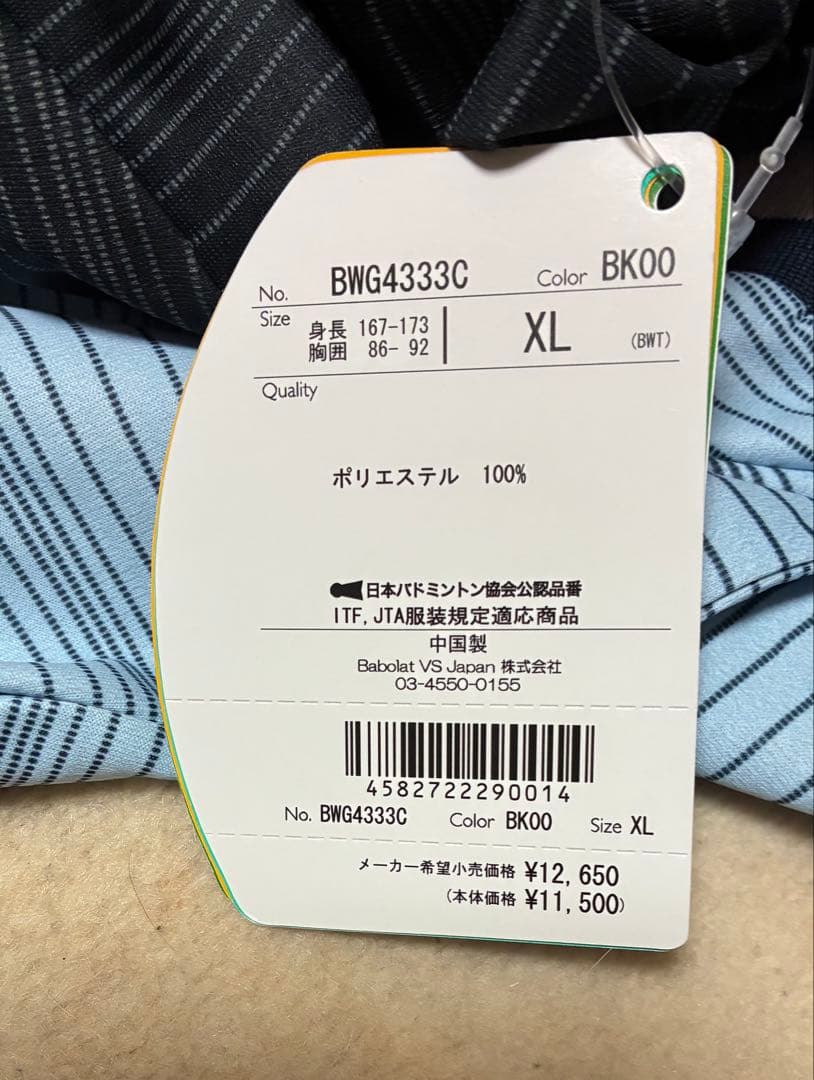 No. BWG4333C Color BK00
Size 身長 167-173 XL (BWT)
胸囲 86- 92
Quality
ポリエステル 100%
日本バドミントン協会公認品番
ITF,JTA服装規定適応商品
中国製
Babolat VS Japan 株式会社
03-4550-0155
4582722290014
No. BWG4333C Color BK00 Size XL
メーカー希望小売価格 ¥12,650
(本体価格 ¥11,500)